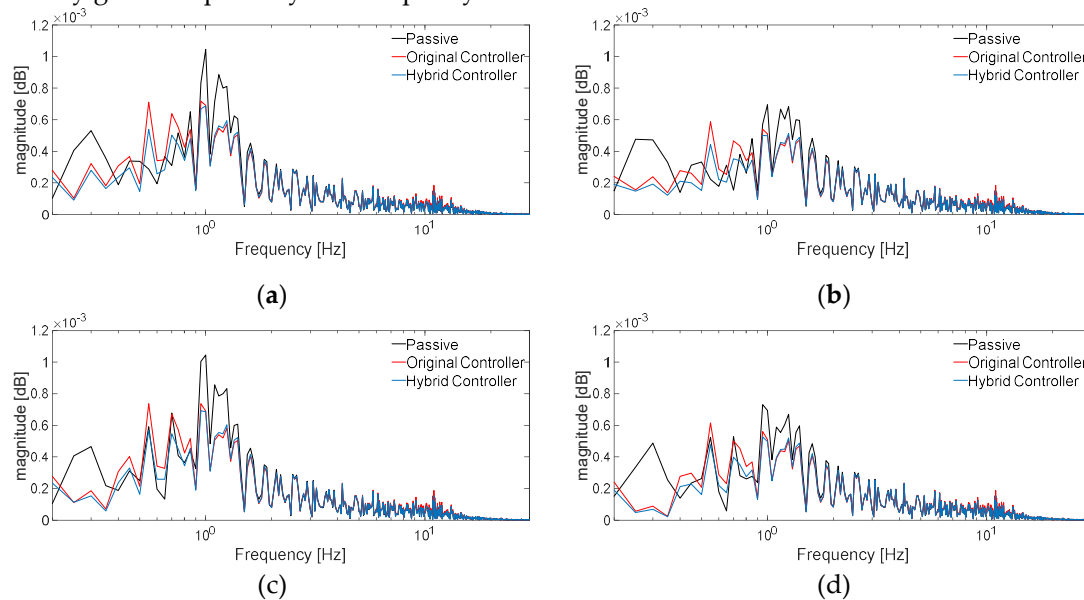 ×10⁻³
1.2
1
0.8
0.6
0.4
0.2
0
magnitude [dB]
Passive
Original Controller
Hybrid Controller
10⁰
10¹
Frequency [Hz]
(a)
×10⁻³
1.2
1
0.8
0.6
0.4
0.2
0
magnitude [dB]
Passive
Original Controller
Hybrid Controller
10⁰
10¹
Frequency [Hz]
(b)
×10⁻³
1.2
1
0.8
0.6
0.4
0.2
0
magnitude [dB]
Passive
Original Controller
Hybrid Controller
10⁰
10¹
Frequency [Hz]
(c)
×10⁻³
1.2
1
0.8
0.6
0.4
0.2
0
magnitude [dB]
Passive
Original Controller
Hybrid Controller
10⁰
10¹
Frequency [Hz]
(d)